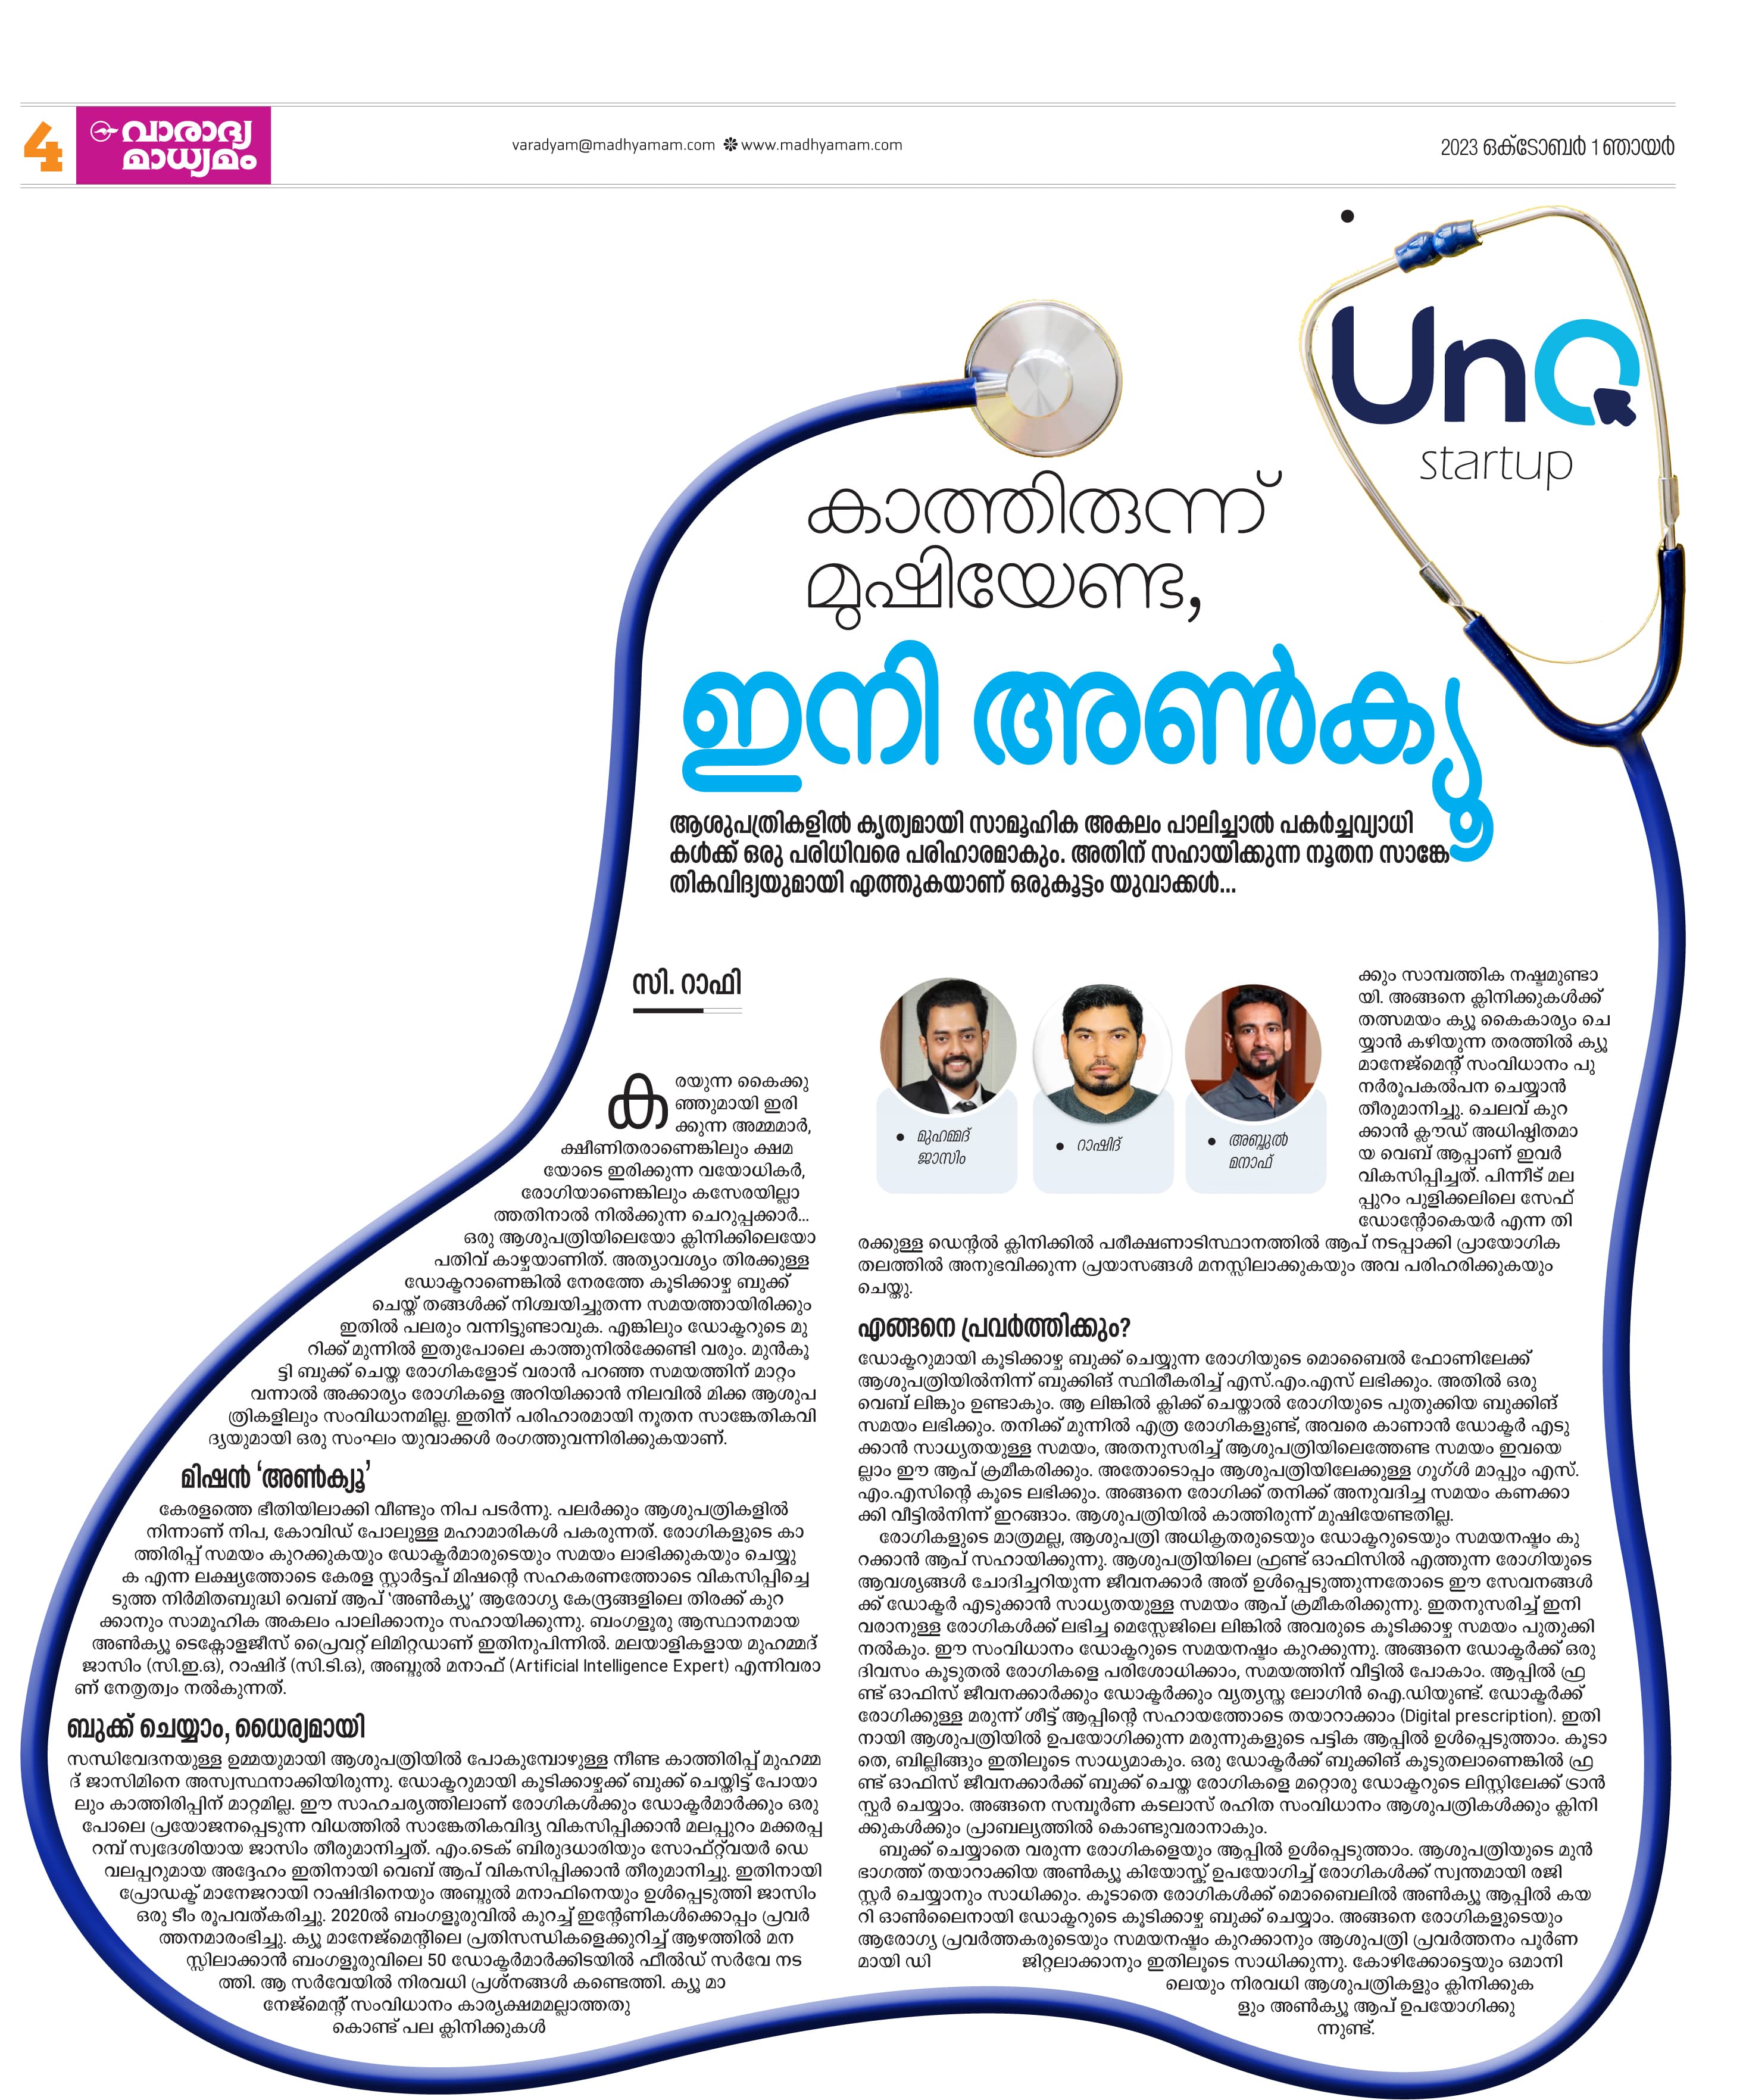 4
വാരാദ്യ
മാധ്യമം
varadyam@madhyamam.com ✽ www.madhyamam.com
2023 ഒക്ടോബർ 1 ഞായർ
UnQ
startup
കാത്തിരുന്ന്
മുഷിയേണ്ട,
ഇനി അൺക്യൂ
ആശുപത്രികളിൽ കൃത്യമായി സാമൂഹിക അകലം പാലിച്ചാൽ പകർച്ചവ്യാധി
കൾക്ക് ഒരു പരിധിവരെ പരിഹാരമാകും. അതിന് സഹായിക്കുന്ന നൂതന സാങ്കേ
തികവിദ്യയുമായി എത്തുകയാണ് ഒരുകൂട്ടം യുവാക്കൾ...
സി. റാഫി
കരയുന്ന കൈക്കു
ഞ്ഞുമായി ഇരി
ക്കുന്ന അമ്മമാർ,
ക്ഷീണിതരാണെങ്കിലും ക്ഷമ
യോടെ ഇരിക്കുന്ന വയോധികർ,
രോഗിയാണെങ്കിലും കസേരയില്ലാ
ത്തതിനാൽ നിൽക്കുന്ന ചെറുപ്പക്കാർ...
ഒരു ആശുപത്രിയിലെയോ ക്ലിനിക്കിലെയോ
പതിവ് കാഴ്ചയാണിത്. അത്യാവശ്യം തിരക്കുള്ള
ഡോക്ടറാണെങ്കിൽ നേരത്തേ കൂടിക്കാഴ്ച ബുക്ക്
ചെയ്ത് തങ്ങൾക്ക് നിശ്ചയിച്ചുതന്ന സമയത്തായിരിക്കും
ഇതിൽ പലരും വന്നിട്ടുണ്ടാവുക. എങ്കിലും ഡോക്ടറുടെ മു
റിക്ക് മുന്നിൽ ഇതുപോലെ കാത്തുനിൽക്കേണ്ടി വരും. മുൻകൂ
ട്ടി ബുക്ക് ചെയ്ത രോഗികളോട് വരാൻ പറഞ്ഞ സമയത്തിന് മാറ്റം
വന്നാൽ അക്കാര്യം രോഗികളെ അറിയിക്കാൻ നിലവിൽ മിക്ക ആശുപ
ത്രികളിലും സംവിധാനമില്ല. ഇതിന് പരിഹാരമായി നൂതന സാങ്കേതികവി
ദ്യയുമായി ഒരു സംഘം യുവാക്കൾ രംഗത്തുവന്നിരിക്കുകയാണ്.
മിഷൻ ‘അൺക്യൂ’
കേരളത്തെ ഭീതിയിലാക്കി വീണ്ടും നിപ പടർന്നു. പലർക്കും ആശുപത്രികളിൽ
നിന്നാണ് നിപ, കോവിഡ് പോലുള്ള മഹാമാരികൾ പകരുന്നത്. രോഗികളുടെ കാ
ത്തിരിപ്പ് സമയം കുറക്കുകയും ഡോക്ടർമാരുടെയും സമയം ലാഭിക്കുകയും ചെയ്യു
ക എന്ന ലക്ഷ്യത്തോടെ കേരള സ്റ്റാർട്ടപ് മിഷന്റെ സഹകരണത്തോടെ വികസിപ്പിച്ചെ
ടുത്ത നിർമിതബുദ്ധി വെബ് ആപ് ‘അൺക്യൂ’ ആരോഗ്യ കേന്ദ്രങ്ങളിലെ തിരക്ക് കുറ
ക്കാനും സാമൂഹിക അകലം പാലിക്കാനും സഹായിക്കുന്നു. ബംഗളൂരു ആസ്ഥാനമായ
അൺക്യൂ ടെക്നോളജീസ് പ്രൈവറ്റ് ലിമിറ്റഡാണ് ഇതിനുപിന്നിൽ. മലയാളികളായ മുഹമ്മദ്
ജാസിം (സി.ഇ.ഒ), റാഷിദ് (സി.ടി.ഒ), അബ്ദുൽ മനാഫ് (Artificial Intelligence Expert) എന്നിവരാ
ണ് നേതൃത്വം നൽകുന്നത്.
ബുക്ക് ചെയ്യാം, ധൈര്യമായി
സന്ധിവേദനയുള്ള ഉമ്മയുമായി ആശുപത്രിയിൽ പോകുമ്പോഴുള്ള നീണ്ട കാത്തിരിപ്പ് മുഹമ്മ
ദ് ജാസിമിനെ അസ്വസ്ഥനാക്കിയിരുന്നു. ഡോക്ടറുമായി കൂടിക്കാഴ്ചക്ക് ബുക്ക് ചെയ്തിട്ട് പോയാ
ലും കാത്തിരിപ്പിന് മാറ്റമില്ല. ഈ സാഹചര്യത്തിലാണ് രോഗികൾക്കും ഡോക്ടർമാർക്കും ഒരു
പോലെ പ്രയോജനപ്പെടുന്ന വിധത്തിൽ സാങ്കേതികവിദ്യ വികസിപ്പിക്കാൻ മലപ്പുറം മക്കരപ്പ
റമ്പ് സ്വദേശിയായ ജാസിം തീരുമാനിച്ചത്. എം.ടെക് ബിരുദധാരിയും സോഫ്റ്റ്‌വെയർ ഡെ
വലപ്പറുമായ അദ്ദേഹം ഇതിനായി വെബ് ആപ് വികസിപ്പിക്കാൻ തീരുമാനിച്ചു. ഇതിനായി
പ്രോഡക്ട് മാനേജറായി റാഷിദിനെയും അബ്ദുൽ മനാഫിനെയും ഉൾപ്പെടുത്തി ജാസിം
ഒരു ടീം രൂപവത്കരിച്ചു. 2020ൽ ബംഗളൂരുവിൽ കുറച്ച് ഇന്റേണികൾക്കൊപ്പം പ്രവർ
ത്തനമാരംഭിച്ചു. ക്യൂ മാനേജ്മെന്റിലെ പ്രതിസന്ധികളെക്കുറിച്ച് ആഴത്തിൽ മന
സ്സിലാക്കാൻ ബംഗളൂരുവിലെ 50 ഡോക്ടർമാർക്കിടയിൽ ഫീൽഡ് സർവേ നട
ത്തി. ആ സർവേയിൽ നിരവധി പ്രശ്നങ്ങൾ കണ്ടെത്തി. ക്യൂ മാ
നേജ്മെന്റ് സംവിധാനം കാര്യക്ഷമമല്ലാത്തതു
കൊണ്ട് പല ക്ലിനിക്കുകൾ
• മുഹമ്മദ്
ജാസിം
• റാഷിദ്
• അബ്ദുൽ
മനാഫ്
ക്കും സാമ്പത്തിക നഷ്ടമുണ്ടാ
യി. അങ്ങനെ ക്ലിനിക്കുകൾക്ക്
തത്സമയം ക്യൂ കൈകാര്യം ചെ
യ്യാൻ കഴിയുന്ന തരത്തിൽ ക്യൂ
മാനേജ്മെന്റ് സംവിധാനം പു
നർരൂപകൽപന ചെയ്യാൻ
തീരുമാനിച്ചു. ചെലവ് കുറ
ക്കാൻ ക്ലൗഡ് അധിഷ്ഠിതമാ
യ വെബ് ആപ്പാണ് ഇവർ
വികസിപ്പിച്ചത്. പിന്നീട് മല
പ്പുറം പുളിക്കലിലെ സേഫ്
ഡോന്റോകെയർ എന്ന തി
രക്കുള്ള ഡെന്റൽ ക്ലിനിക്കിൽ പരീക്ഷണാടിസ്ഥാനത്തിൽ ആപ് നടപ്പാക്കി പ്രായോഗിക
തലത്തിൽ അനുഭവിക്കുന്ന പ്രയാസങ്ങൾ മനസ്സിലാക്കുകയും അവ പരിഹരിക്കുകയും
ചെയ്തു.
എങ്ങനെ പ്രവർത്തിക്കും?
ഡോക്ടറുമായി കൂടിക്കാഴ്ച ബുക്ക് ചെയ്യുന്ന രോഗിയുടെ മൊബൈൽ ഫോണിലേക്ക്
ആശുപത്രിയിൽനിന്ന് ബുക്കിങ് സ്ഥിരീകരിച്ച് എസ്.എം.എസ് ലഭിക്കും. അതിൽ ഒരു
വെബ് ലിങ്കും ഉണ്ടാകും. ആ ലിങ്കിൽ ക്ലിക്ക് ചെയ്താൽ രോഗിയുടെ പുതുക്കിയ ബുക്കിങ്
സമയം ലഭിക്കും. തനിക്ക് മുന്നിൽ എത്ര രോഗികളുണ്ട്, അവരെ കാണാൻ ഡോക്ടർ എടു
ക്കാൻ സാധ്യതയുള്ള സമയം, അതനുസരിച്ച് ആശുപത്രിയിലെത്തേണ്ട സമയം ഇവയെ
ല്ലാം ഈ ആപ് ക്രമീകരിക്കും. അതോടൊപ്പം ആശുപത്രിയിലേക്കുള്ള ഗൂഗ്ൾ മാപ്പും എസ്.
എം.എസിന്റെ കൂടെ ലഭിക്കും. അങ്ങനെ രോഗിക്ക് തനിക്ക് അനുവദിച്ച സമയം കണക്കാ
ക്കി വീട്ടിൽനിന്ന് ഇറങ്ങാം. ആശുപത്രിയിൽ കാത്തിരുന്ന് മുഷിയേണ്ടതില്ല.
രോഗികളുടെ മാത്രമല്ല, ആശുപത്രി അധികൃതരുടെയും ഡോക്ടറുടെയും സമയനഷ്ടം കു
റക്കാൻ ആപ് സഹായിക്കുന്നു. ആശുപത്രിയിലെ ഫ്രണ്ട് ഓഫിസിൽ എത്തുന്ന രോഗിയുടെ
ആവശ്യങ്ങൾ ചോദിച്ചറിയുന്ന ജീവനക്കാർ അത് ഉൾപ്പെടുത്തുന്നതോടെ ഈ സേവനങ്ങൾ
ക്ക് ഡോക്ടർ എടുക്കാൻ സാധ്യതയുള്ള സമയം ആപ് ക്രമീകരിക്കുന്നു. ഇതനുസരിച്ച് ഇനി
വരാനുള്ള രോഗികൾക്ക് ലഭിച്ച മെസ്സേജിലെ ലിങ്കിൽ അവരുടെ കൂടിക്കാഴ്ച സമയം പുതുക്കി
നൽകും. ഈ സംവിധാനം ഡോക്ടറുടെ സമയനഷ്ടം കുറക്കുന്നു. അങ്ങനെ ഡോക്ടർക്ക് ഒരു
ദിവസം കൂടുതൽ രോഗികളെ പരിശോധിക്കാം, സമയത്തിന് വീട്ടിൽ പോകാം. ആപ്പിൽ ഫ്ര
ണ്ട് ഓഫിസ് ജീവനക്കാർക്കും ഡോക്ടർക്കും വ്യത്യസ്ത ലോഗിൻ ഐ.ഡിയുണ്ട്. ഡോക്ടർക്ക്
രോഗിക്കുള്ള മരുന്ന് ശീട്ട് ആപ്പിന്റെ സഹായത്തോടെ തയാറാക്കാം (Digital prescription). ഇതി
നായി ആശുപത്രിയിൽ ഉപയോഗിക്കുന്ന മരുന്നുകളുടെ പട്ടിക ആപ്പിൽ ഉൾപ്പെടുത്താം. കൂടാ
തെ, ബില്ലിങ്ങും ഇതിലൂടെ സാധ്യമാകും. ഒരു ഡോക്ടർക്ക് ബുക്കിങ് കൂടുതലാണെങ്കിൽ ഫ്ര
ണ്ട് ഓഫിസ് ജീവനക്കാർക്ക് ബുക്ക് ചെയ്ത രോഗികളെ മറ്റൊരു ഡോക്ടറുടെ ലിസ്റ്റിലേക്ക് ട്രാൻ
സ്ഫർ ചെയ്യാം. അങ്ങനെ സമ്പൂർണ കടലാസ് രഹിത സംവിധാനം ആശുപത്രികൾക്കും ക്ലിനി
ക്കുകൾക്കും പ്രാബല്യത്തിൽ കൊണ്ടുവരാനാകും.
ബുക്ക് ചെയ്യാതെ വരുന്ന രോഗികളെയും ആപ്പിൽ ഉൾപ്പെടുത്താം. ആശുപത്രിയുടെ മുൻ
ഭാഗത്ത് തയാറാക്കിയ അൺക്യൂ കിയോസ്ക് ഉപയോഗിച്ച് രോഗികൾക്ക് സ്വന്തമായി രജി
സ്റ്റർ ചെയ്യാനും സാധിക്കും. കൂടാതെ രോഗികൾക്ക് മൊബൈലിൽ അൺക്യൂ ആപ്പിൽ കയ
റി ഓൺലൈനായി ഡോക്ടറുടെ കൂടിക്കാഴ്ച ബുക്ക് ചെയ്യാം. അങ്ങനെ രോഗികളുടെയും
ആരോഗ്യ പ്രവർത്തകരുടെയും സമയനഷ്ടം കുറക്കാനും ആശുപത്രി പ്രവർത്തനം പൂർണ
മായി ഡി ജിറ്റലാക്കാനും ഇതിലൂടെ സാധിക്കുന്നു. കോഴിക്കോട്ടെയും ഒമാനി
ലെയും നിരവധി ആശുപത്രികളും ക്ലിനിക്കുക
ളും അൺക്യൂ ആപ് ഉപയോഗിക്കു
ന്നുണ്ട്.